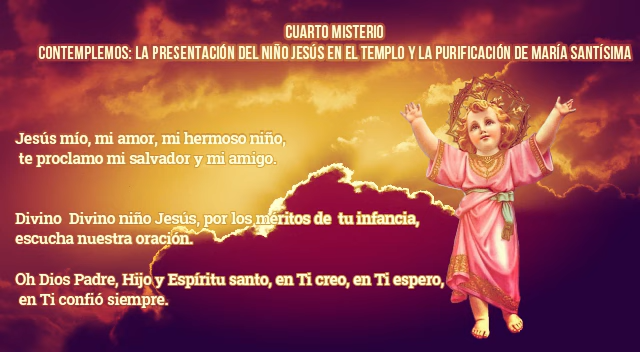 CUARTO MISTERIO
CONTEMPLEMOS: LA PRESENTACIÓN DEL NIÑO JESÚS EN EL TEMPLO Y LA PURIFICACIÓN DE MARÍA SANTÍSIMA
Jesús mío, mi amor, mi hermoso niño,
te proclamo mi salvador y mi amigo.
Divino Divino niño Jesús, por los méritos de tu infancia,
escucha nuestra oración.
Oh Dios Padre, Hijo y Espíritu santo, en Ti creo, en Ti espero,
en Ti confió siempre.